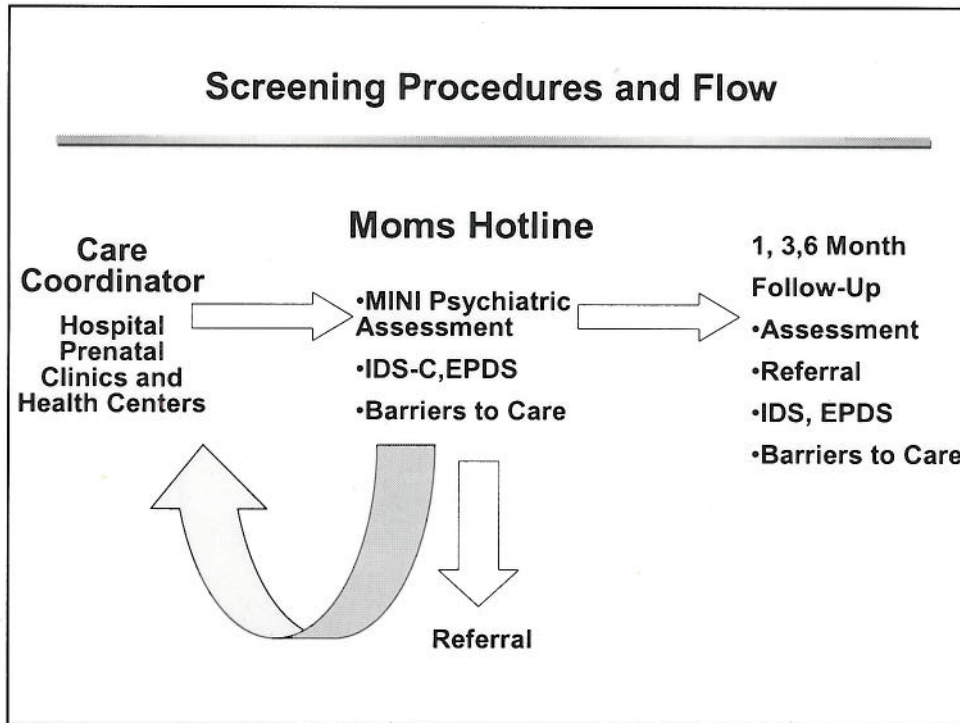 Screening Procedures and Flow
Care
Coordinator
Hospital
Prenatal
Clinics and
Health Centers
Moms Hotline
•MINI Psychiatric
Assessment
•IDS-C,EPDS
•Barriers to Care
Referral
1, 3,6 Month
Follow-Up
•Assessment
•Referral
•IDS, EPDS
•Barriers to Care